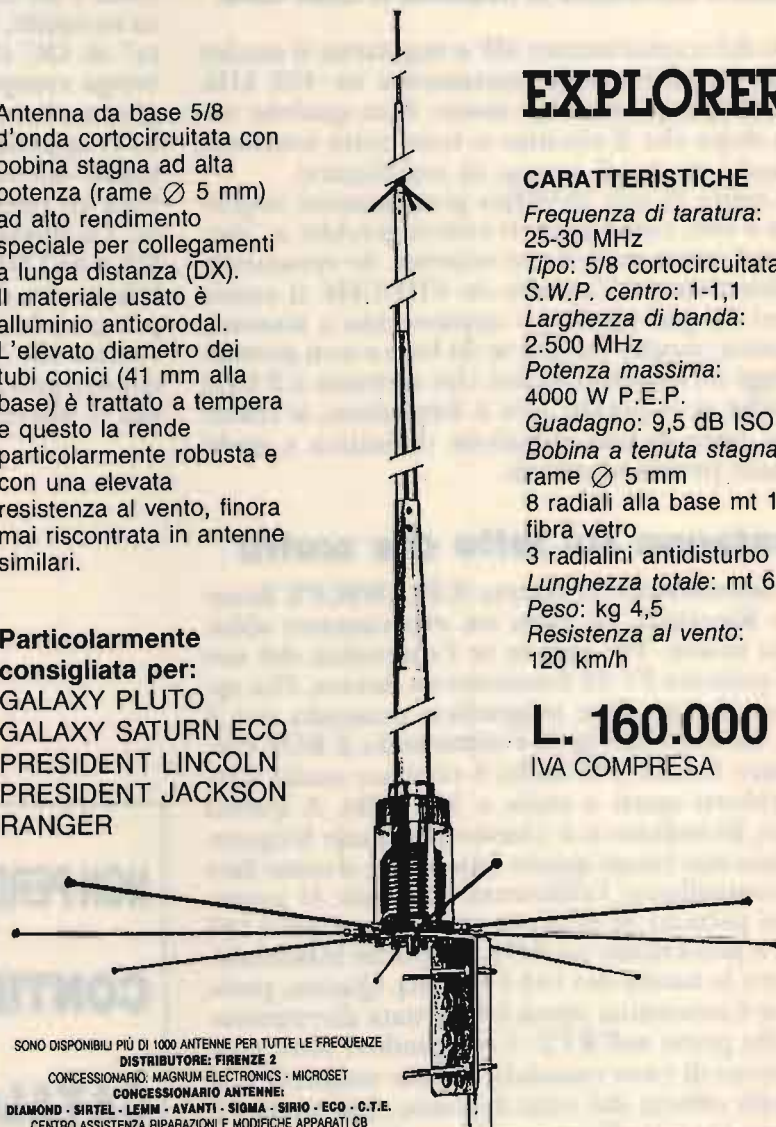 Antenna da base 5/8
d'onda cortocircuitata con
bobina stagna ad alta
potenza (rame ∅ 5 mm)
ad alto rendimento
speciale per collegamenti
a lunga distanza (DX).
Il materiale usato è
alluminio anticorodal.
L'elevato diametro dei
tubi conici (41 mm alla
base) è trattato a tempera
e questo la rende
particolarmente robusta e
con una elevata
resistenza al vento, finora
mai riscontrata in antenne
similari.
Particolarmente
consigliata per:
GALAXY PLUTO
GALAXY SATURN ECO
PRESIDENT LINCOLN
PRESIDENT JACKSON
RANGER
EXPLORER
CARATTERISTICHE
Frequenza di taratura:
25-30 MHz
Tipo: 5/8 cortocircuitata
S.W.P. centro: 1-1,1
Larghezza di banda:
2.500 MHz
Potenza massima:
4000 W P.E.P.
Guadagno: 9,5 dB ISO
Bobina a tenuta stagna
rame ∅ 5 mm
8 radiali alla base mt 1
fibra vetro
3 radialini antidisturbo
Lunghezza totale: mt 6
Peso: kg 4,5
Resistenza al vento:
120 km/h
L. 160.000
IVA COMPRESA
SONO DISPONIBILI PIÙ DI 1000 ANTENNE PER TUTTE LE FREQUENZE
DISTRIBUTORE: FIRENZE 2
CONCESSIONARIO: MAGNUM ELECTRONICS - MICROSET
CONCESSIONARIO ANTENNE:
DIAMOND - SIRTEL - LEMM - AVANTI - SIGMA - SIRIO - ECO - C.T.E.
CENTRO ASSISTENZA RIPARAZIONI E MODIFICHE APPARATI CB